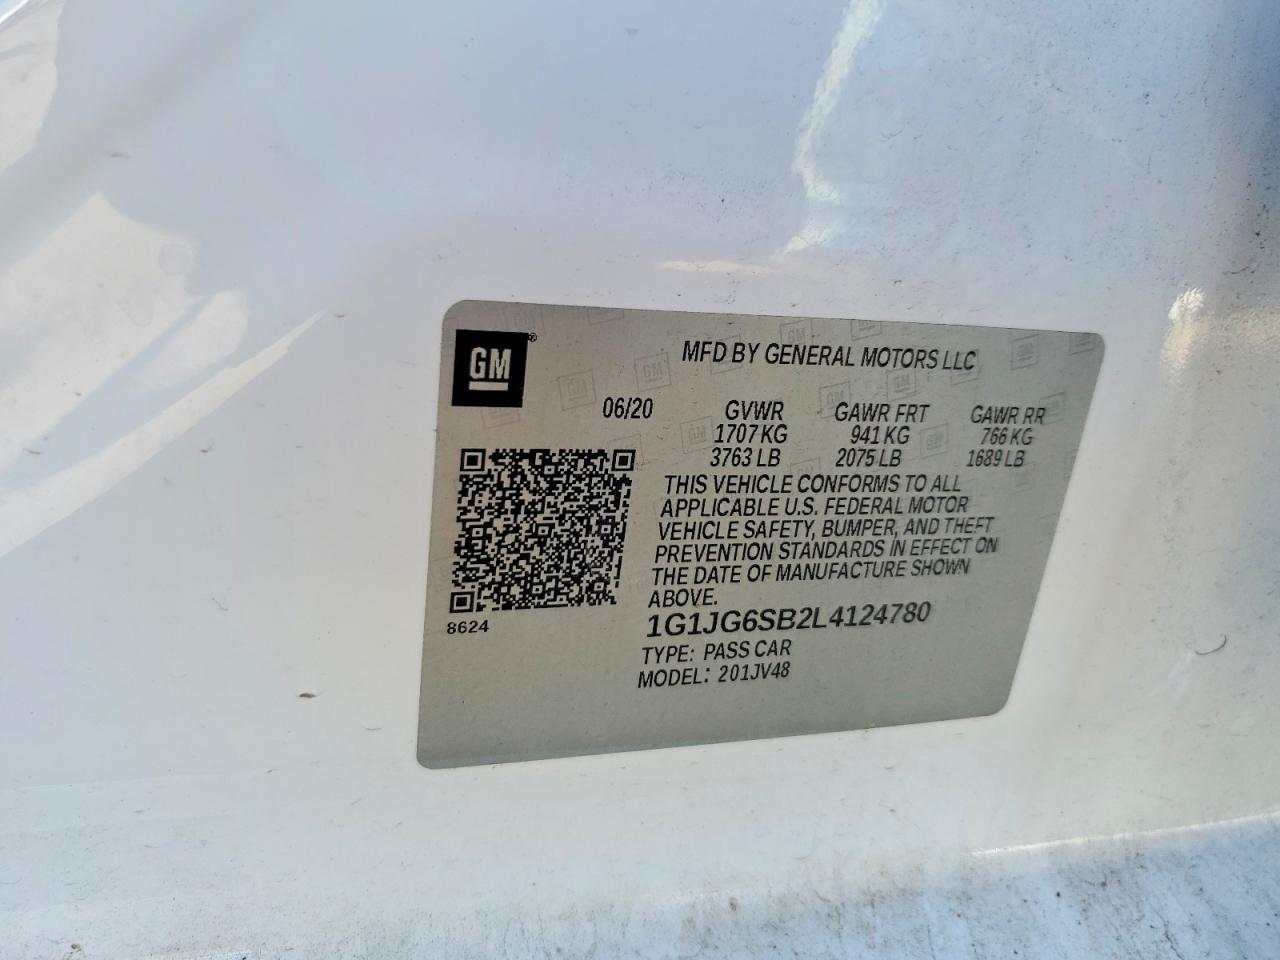 GM®
MFD BY GENERAL MOTORS LLC
06/20 GVWR GAWR FRT GAWR RR
1707 KG 941 KG 766 KG
3763 LB 2075 LB 1689 LB
THIS VEHICLE CONFORMS TO ALL
APPLICABLE U.S. FEDERAL MOTOR
VEHICLE SAFETY, BUMPER, AND THEFT
PREVENTION STANDARDS IN EFFECT ON
THE DATE OF MANUFACTURE SHOWN
ABOVE.
8624
1G1JG6SB2L4124780
TYPE: PASS CAR
MODEL: 201JV48